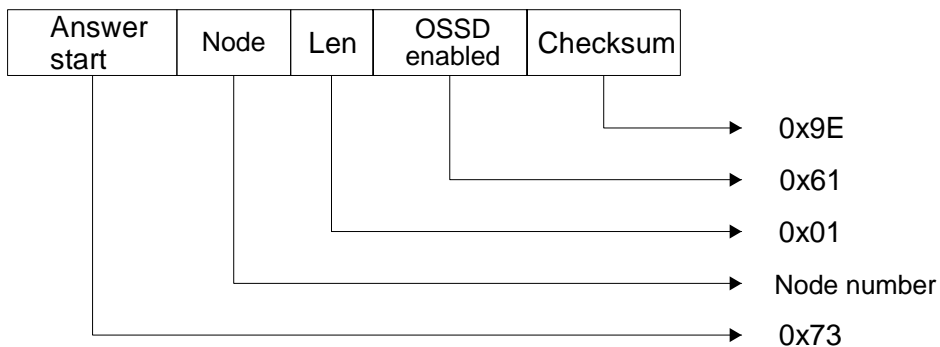 Answer
start
Node
Len
OSSD
enabled
Checksum
0x9E
0x61
0x01
Node number
0x73